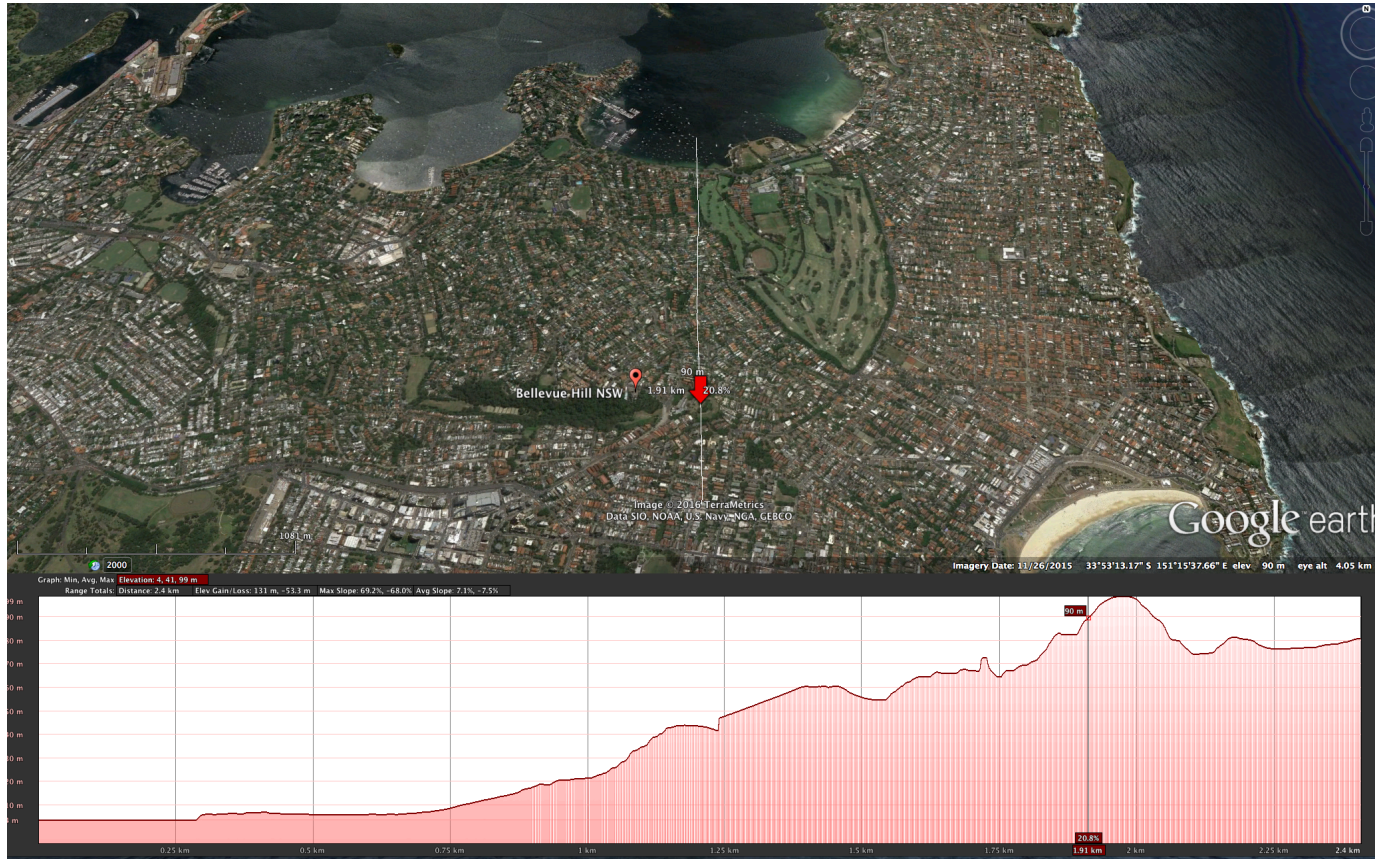 N
90 m
Bellevue Hill NSW
1.91 km 20.8%
Image © 2016 TerraMetrics
Data SIO, NOAA, U.S. Navy, NGA, GEBCO
Google earth
1081 m
2000
Imagery Date: 11/26/2015 33°53'13.17" S 151°15'37.66" E elev 90 m eye alt 4.05 km
Graph: Min, Avg, Max Elevation: 4, 41, 99 m
Range Totals: Distance: 2.4 km Elev Gain/Loss: 131 m, -53.3 m Max Slope: 69.2%, -68.0% Avg Slope: 7.1%, -7.5%
99 m
90 m
90 m
80 m
70 m
60 m
50 m
40 m
30 m
20 m
10 m
4 m
20.8%
0.25 km 0.5 km 0.75 km 1 km 1.25 km 1.5 km 1.75 km 1.91 km 2 km 2.25 km 2.4 km